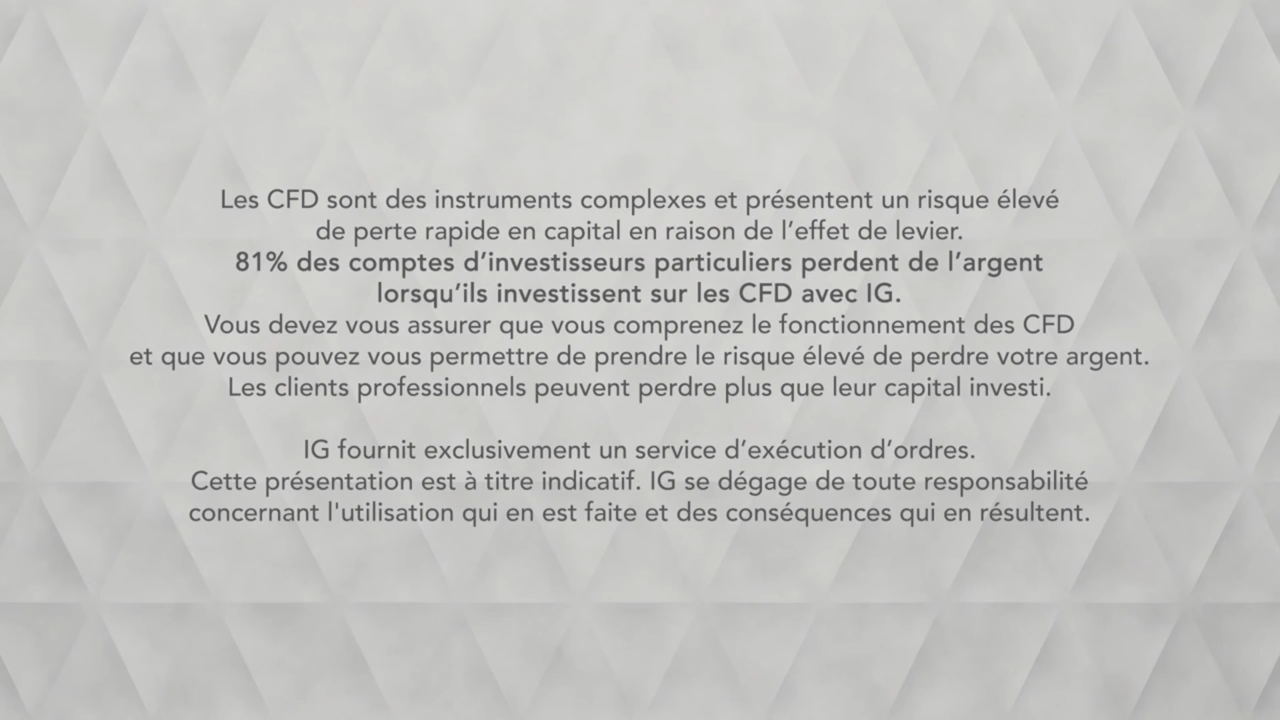 Les CFD sont des instruments complexes et présentent un risque élevé
de perte rapide en capital en raison de l’effet de levier.
81% des comptes d’investisseurs particuliers perdent de l’argent
lorsqu’ils investissent sur les CFD avec IG.
Vous devez vous assurer que vous comprenez le fonctionnement des CFD
et que vous pouvez vous permettre de prendre le risque élevé de perdre votre argent.
Les clients professionnels peuvent perdre plus que leur capital investi.
IG fournit exclusivement un service d’exécution d’ordres.
Cette présentation est à titre indicatif. IG se dégage de toute responsabilité
concernant l'utilisation qui en est faite et des conséquences qui en résultent.